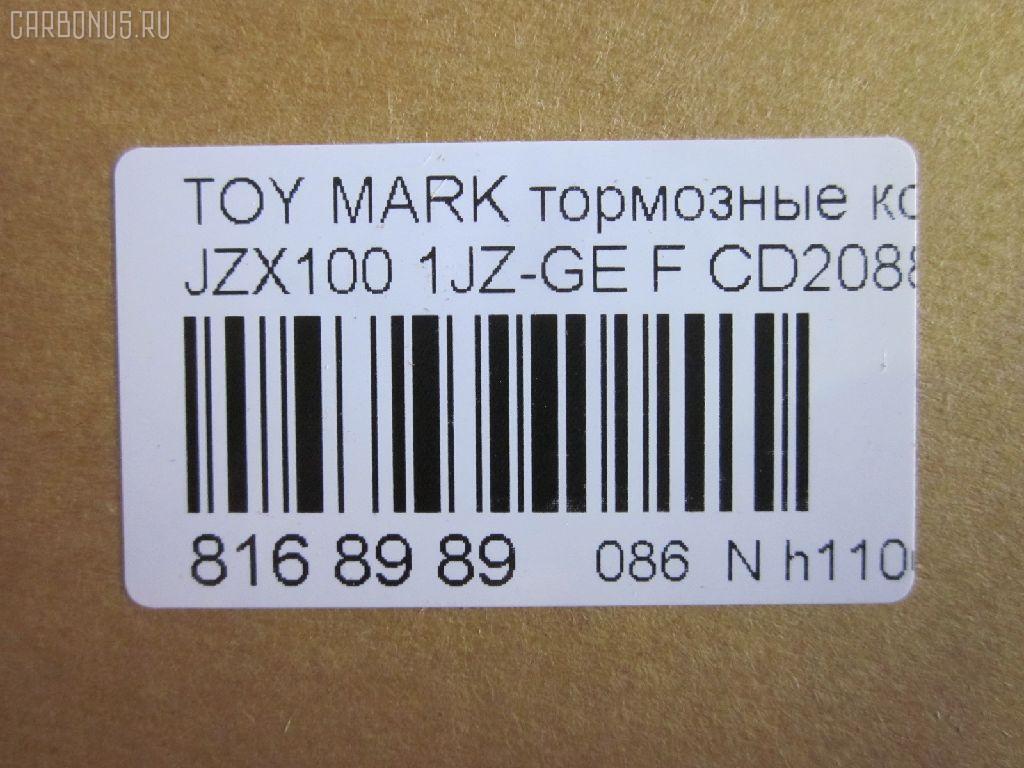 CARBONUS.RU
TOY MARK тормозные
JZX100 1JZ-GE F
816 89 89 086 N